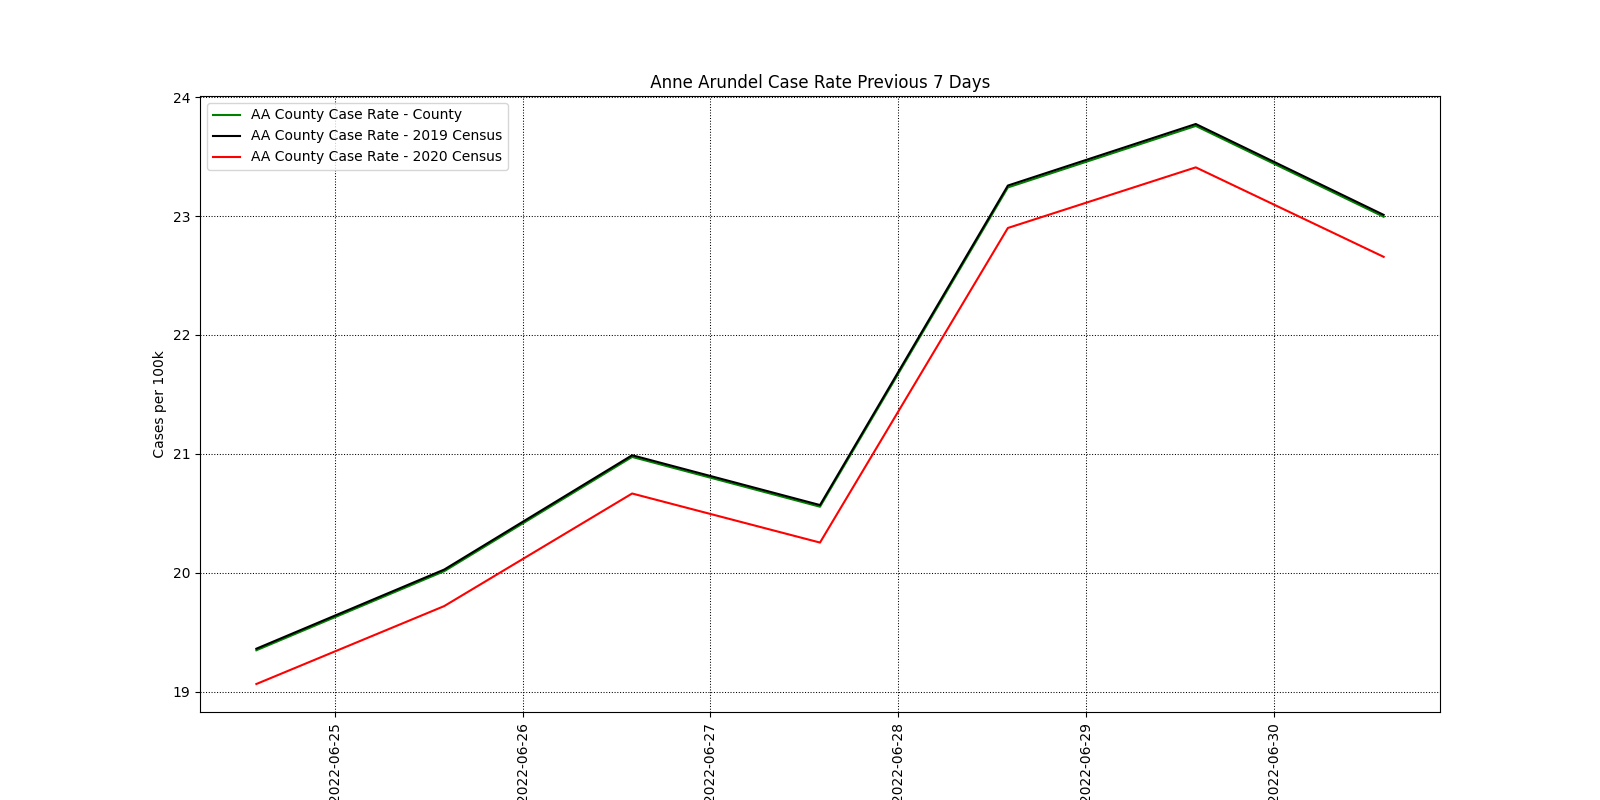 Anne Arundel Case Rate Previous 7 Days
AA County Case Rate - County
AA County Case Rate - 2019 Census
AA County Case Rate - 2020 Census
24
23
22
21
20
19
Cases per 100k
2022-06-25
2022-06-26
2022-06-27
2022-06-28
2022-06-29
2022-06-30